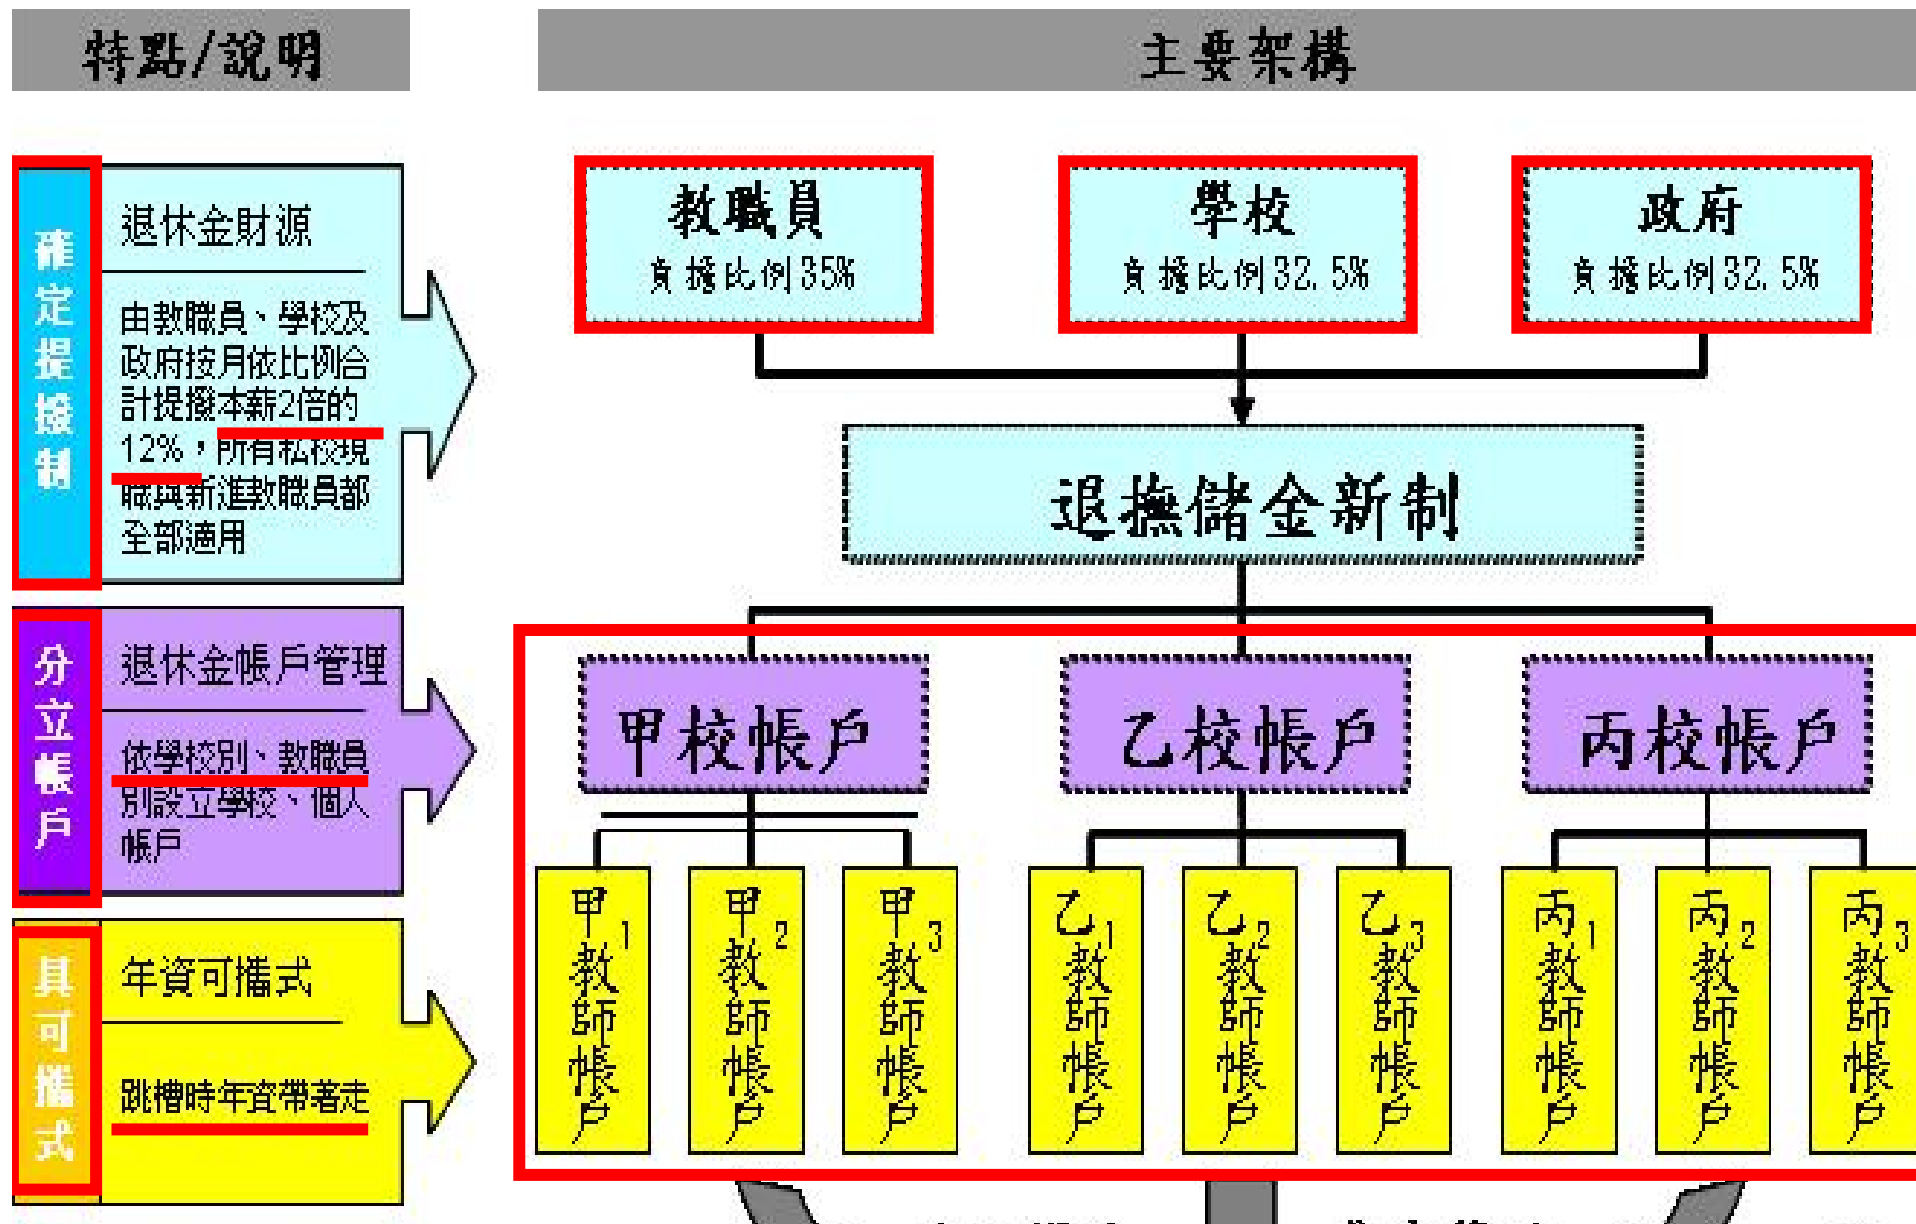 特點/說明
主要架構
確定提撥制
退休金財源
由教職員、學校及
政府按月依比例合
計提撥本薪2倍的
12%，所有私校現
職與新進教職員都
全部適用
教職員
負擔比例35%
學校
負擔比例32.5%
政府
負擔比例32.5%
退撫儲金新制
分立帳戶
退休金帳戶管理
依學校別、教職員
別設立學校、個人
帳戶
甲校帳戶
乙校帳戶
丙校帳戶
具可攜式
年資可攜式
跳槽時年資帶著走
甲1教師帳戶
甲2教師帳戶
甲3教師帳戶
乙1教師帳戶
乙2教師帳戶
乙3教師帳戶
丙1教師帳戶
丙2教師帳戶
丙3教師帳戶